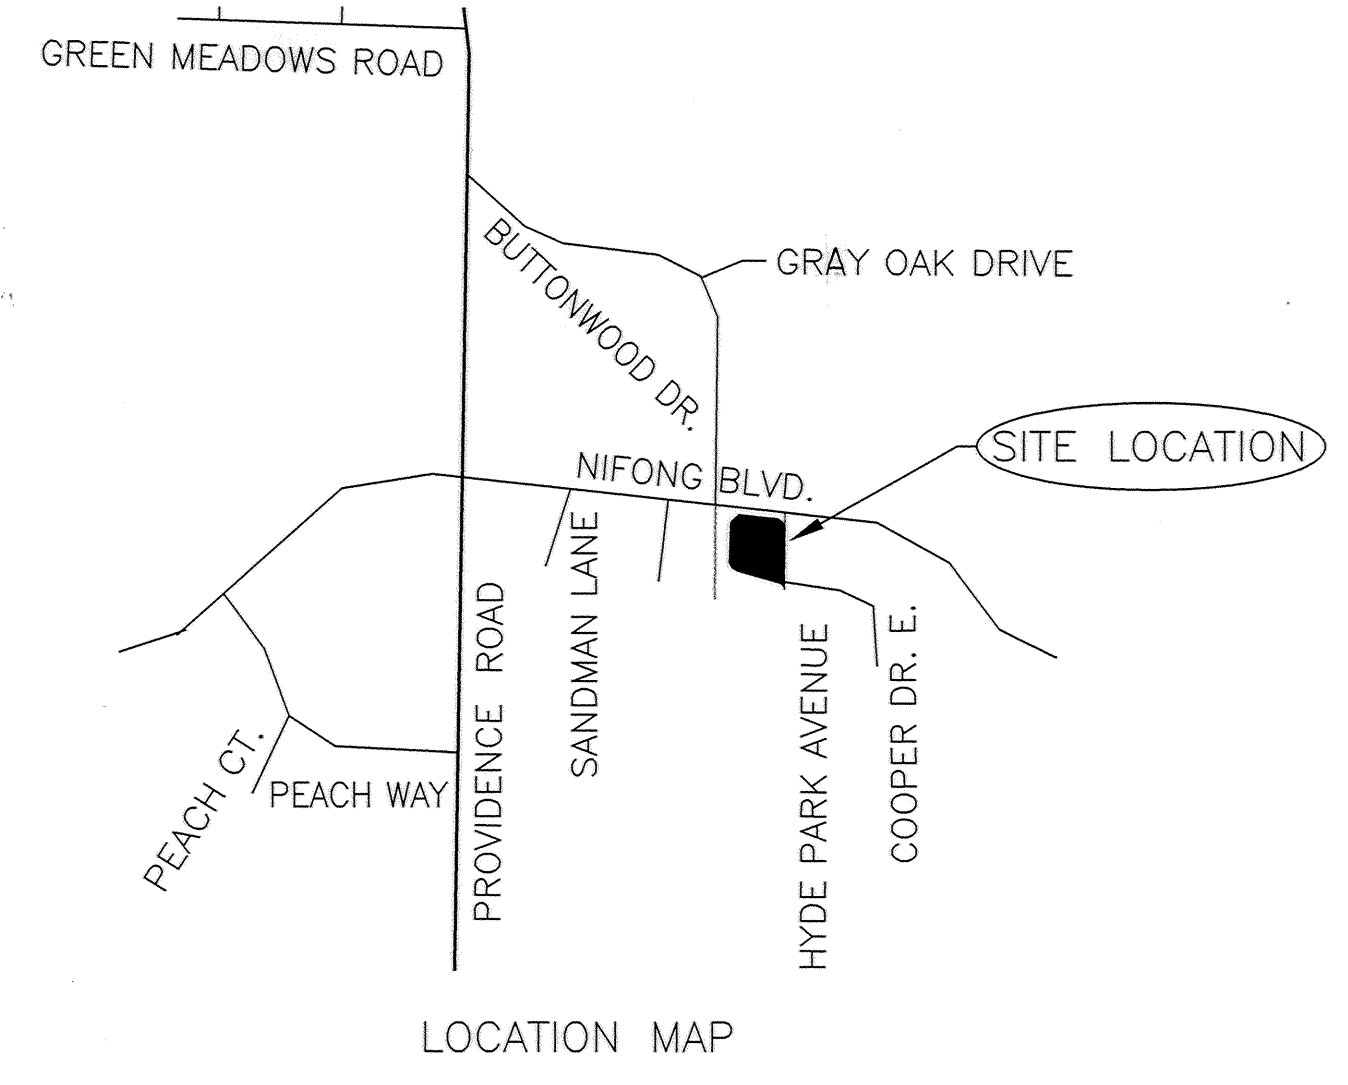 GREEN MEADOWS ROAD
BUTTONWOOD DR.
GRAY OAK DRIVE
SITE LOCATION
NIFONG BLVD.
SANDMAN LANE
PROVIDENCE ROAD
HYDE PARK AVENUE
COOPER DR. E.
PEACH CT.
PEACH WAY
LOCATION MAP